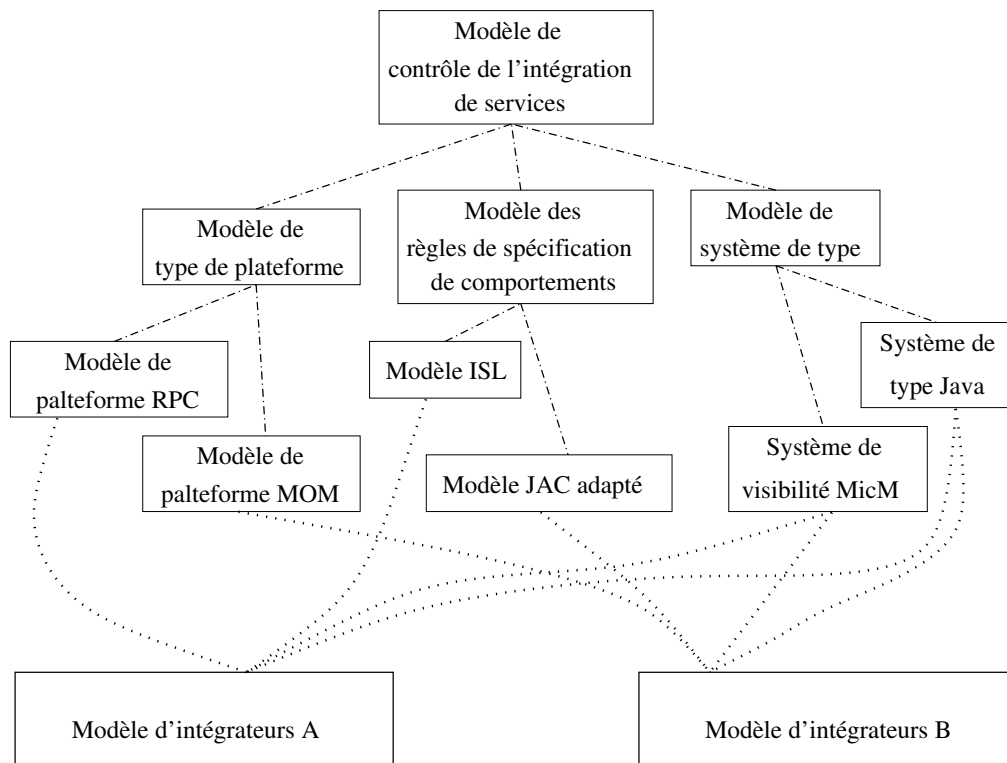 Modèle de
contrôle de l'intégration
de services
Modèle de
type de plateforme
Modèle des
règles de spécification
de comportements
Modèle de
système de type
Modèle de
palteforme RPC
Modèle ISL
Système de
type Java
Modèle de
palteforme MOM
Modèle JAC adapté
Système de
visibilité MicM
Modèle d'intégrateurs A
Modèle d'intégrateurs B